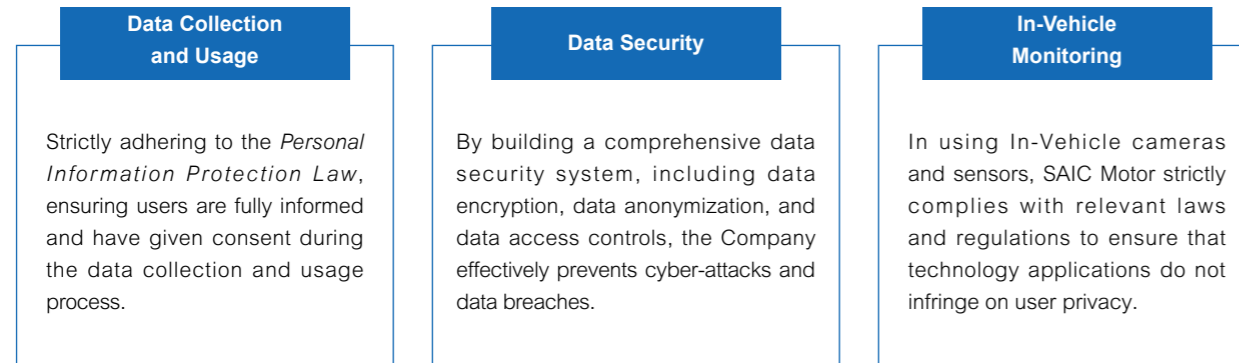 Data Collection
and Usage
Strictly adhering to the Personal
Information Protection Law,
ensuring users are fully informed
and have given consent during
the data collection and usage
process.
Data Security
By building a comprehensive data
security system, including data
encryption, data anonymization, and
data access controls, the Company
effectively prevents cyber-attacks and
data breaches.
In-Vehicle
Monitoring
In using In-Vehicle cameras
and sensors, SAIC Motor strictly
complies with relevant laws
and regulations to ensure that
technology applications do not
infringe on user privacy.